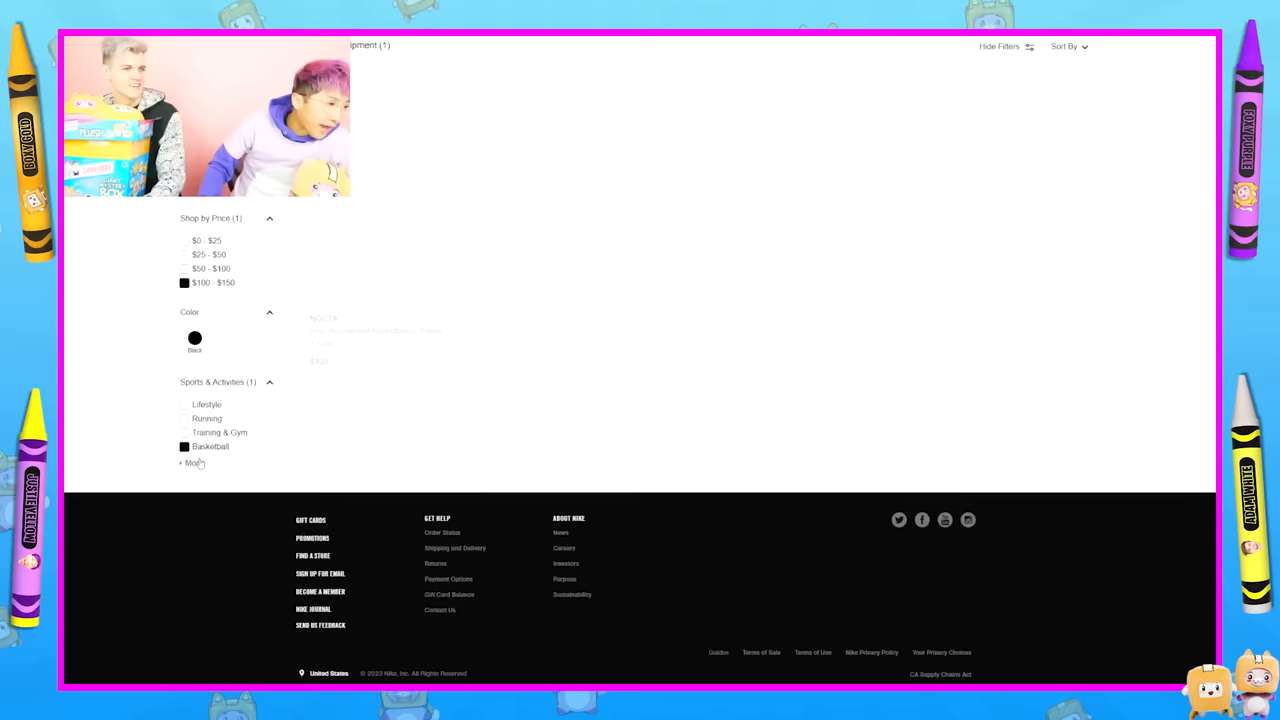 ipment (1)
Hide Filters
Sort By
PLUSH
MYSTERY
BOX
Shop by Price (1)
$0 - $25
$25 - $50
$50 - $100
$100 - $150
Color
Black
NOCTA
$100
Sports & Activities (1)
Lifestyle
Running
Training & Gym
Basketball
GIFT CARDS
PROMOTIONS
FIND A STORE
SIGN UP FOR EMAIL
BECOME A MEMBER
NIKE JOURNAL
SEND US FEEDBACK
GET HELP
Order Status
Shipping and Delivery
Returns
Payment Options
Gift Card Balance
Contact Us
ABOUT NIKE
News
Careers
Investors
Purpose
Sustainability
Guides
Terms of Sale
Terms of Use
Nike Privacy Policy
Your Privacy Choices
United States
© 2023 Nike, Inc. All Rights Reserved
CA Supply Chains Act
BOXY GOLD
JUSTIN YELLOW
FOXY PURPLE
ADAM WHITE